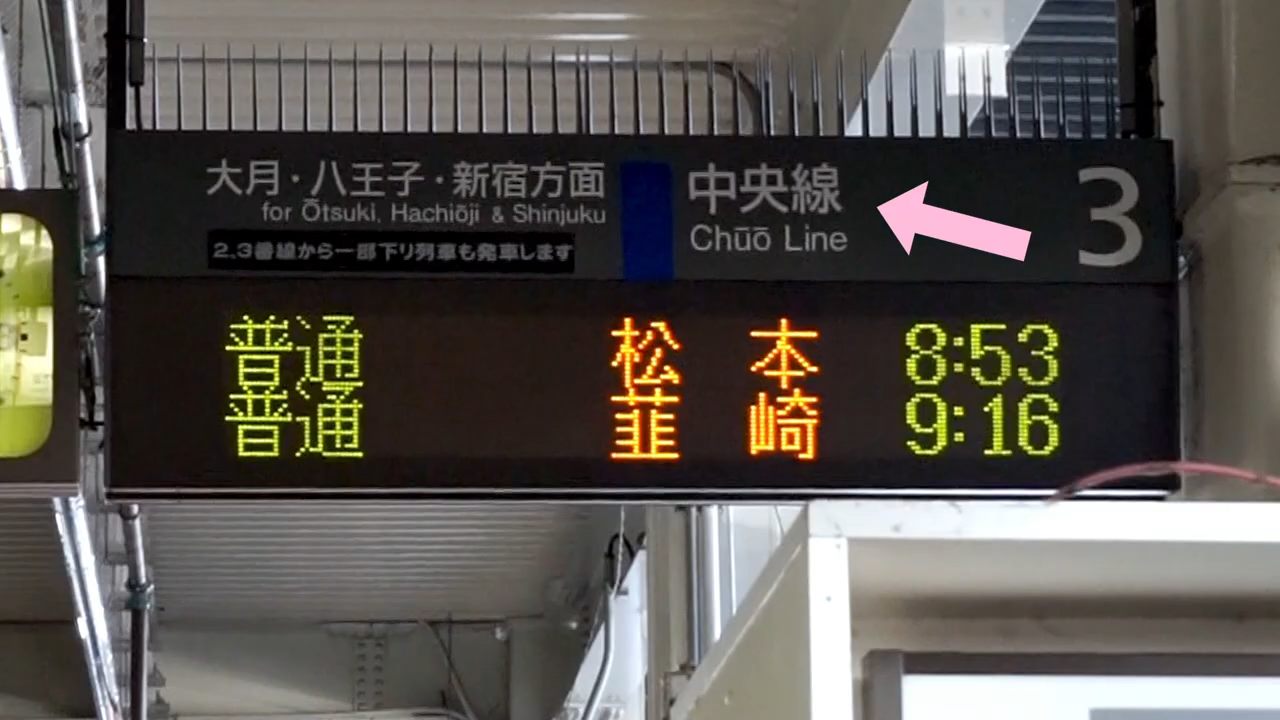 大月・八王子・新宿方面
for Ōtsuki, Hachiōji & Shinjuku
2、3番線から一部下り列車も発車します
中央線
Chūō Line
3
普通 松本 8:53
普通 韮崎 9:16